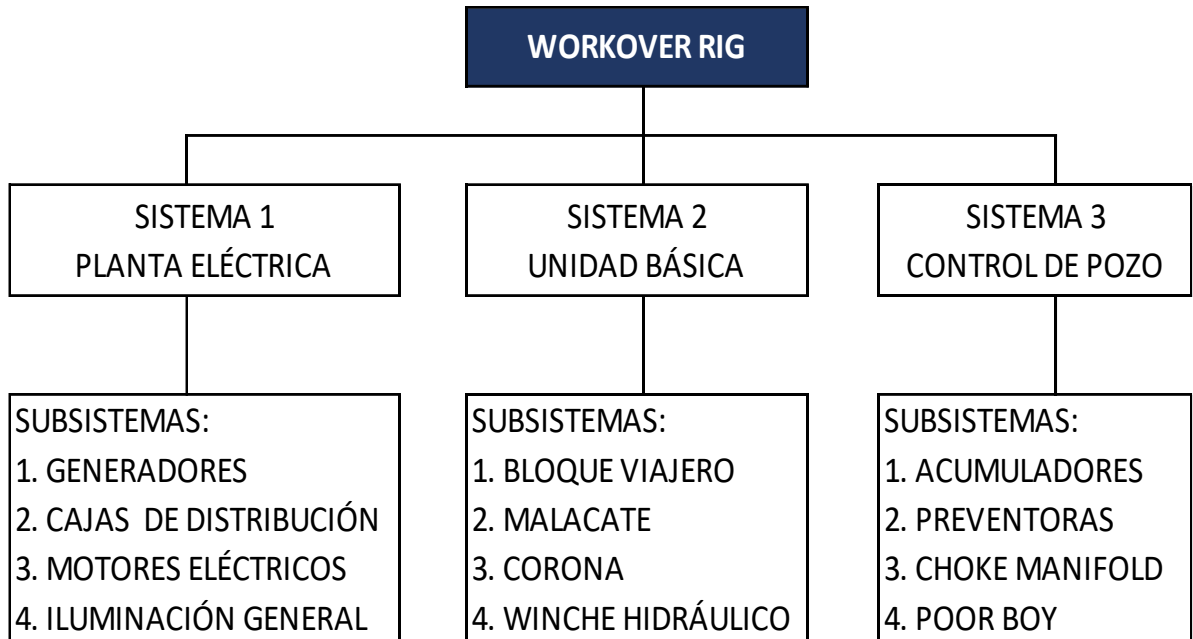 WORKOVER RIG
SISTEMA 1
PLANTA ELÉCTRICA
SISTEMA 2
UNIDAD BÁSICA
SISTEMA 3
CONTROL DE POZO
SUBSISTEMAS:
1. GENERADORES
2. CAJAS DE DISTRIBUCIÓN
3. MOTORES ELÉCTRICOS
4. ILUMINACIÓN GENERAL
SUBSISTEMAS:
1. BLOQUE VIAJERO
2. MALACATE
3. CORONA
4. WINCHE HIDRÁULICO
SUBSISTEMAS:
1. ACUMULADORES
2. PREVENTORAS
3. CHOKE MANIFOLD
4. POOR BOY